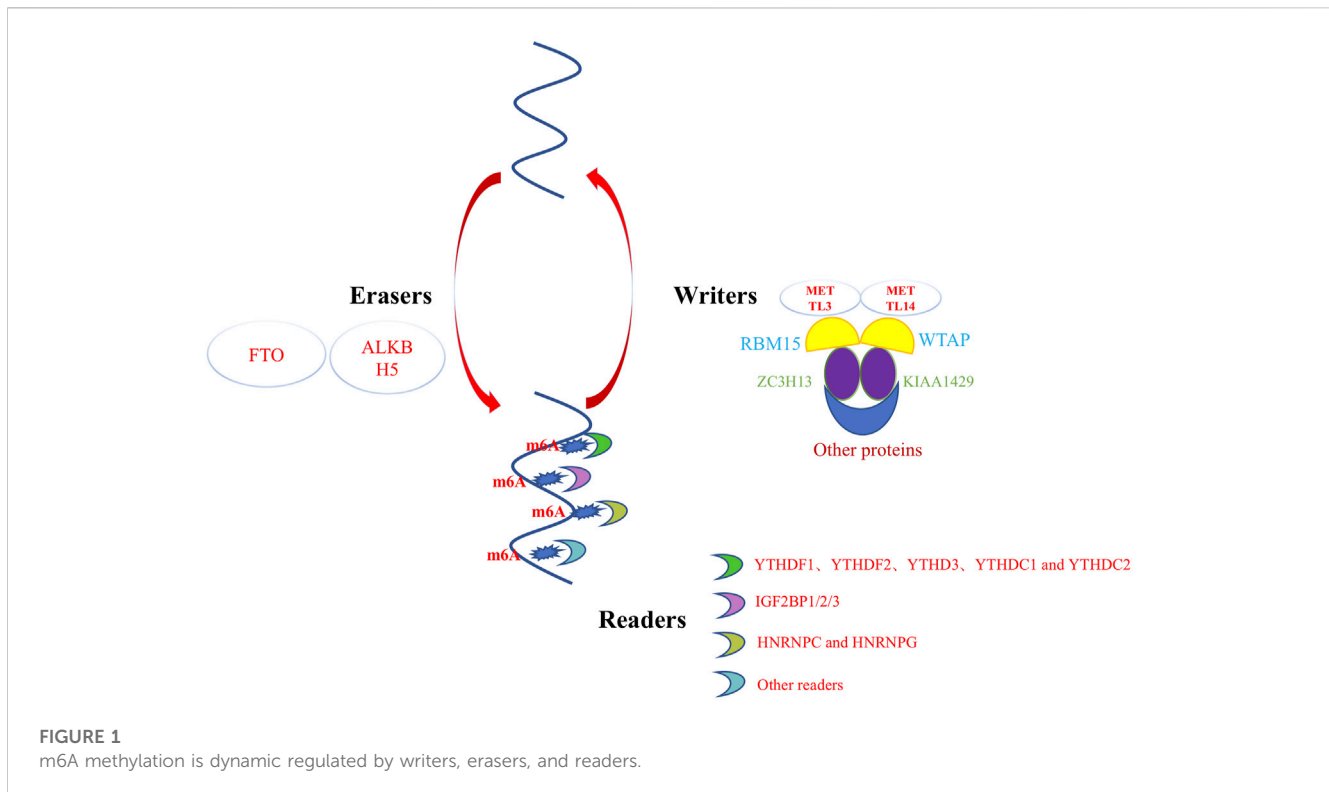 Erasers
FTO
ALKB
H5
Writers
MET
TL3
MET
TL14
RBM15
WTAP
ZC3H13
KIAA1429
Other proteins
m6A
m6A
m6A
m6A
Readers
YTHDF1、YTHDF2、YTHD3、YTHDC1 and YTHDC2
IGF2BP1/2/3
HNRNPC and HNRNPG
Other readers
FIGURE 1
m6A methylation is dynamic regulated by writers, erasers, and readers.